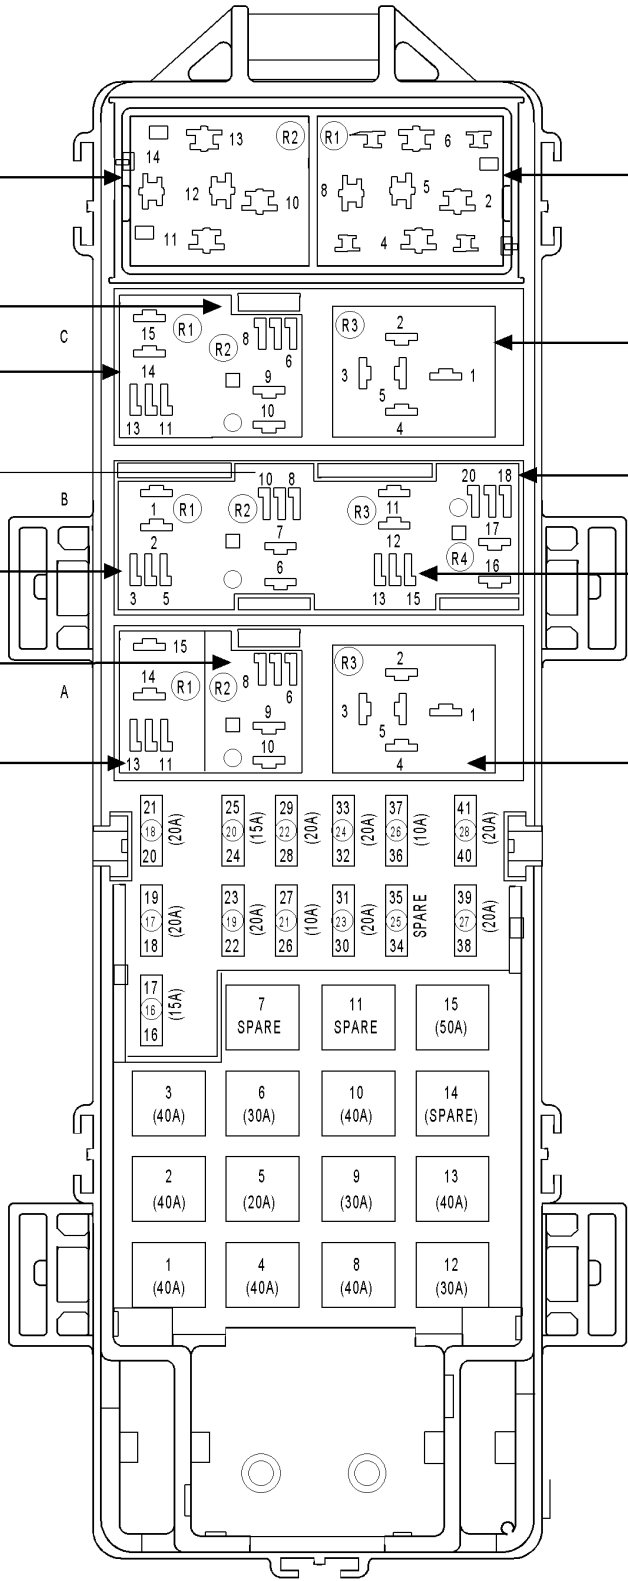 13 R2 R1 6
14
12 10 8 5 2
11 4
C
15 R1 R2 8 6 R3 2
14 9 3 1
5
13 11 10 4
B
10 8 20 18
1 R1 R2 R3 11
2 7 12 17
6 R4 16
3 5 13 15
A
15 R3 2
14 R1 R2 8 6
9 3 1
5
13 11 10 4
21 25 29 33 37 41
18 (20A) 20 (15A) 22 (20A) 24 (20A) 26 (10A) 28 (20A)
20 24 28 32 36 40
19 23 27 31 35 39
17 (20A) 19 (20A) 21 (10A) 23 (20A) 25 SPARE 27 (20A)
18 22 26 30 34 38
17
16 (15A)
16
7 11 15
SPARE SPARE (50A)
3 6 10 14
(40A) (30A) (40A) (SPARE)
2 5 9 13
(40A) (20A) (30A) (40A)
1 4 8 12
(40A) (40A) (40A) (30A)